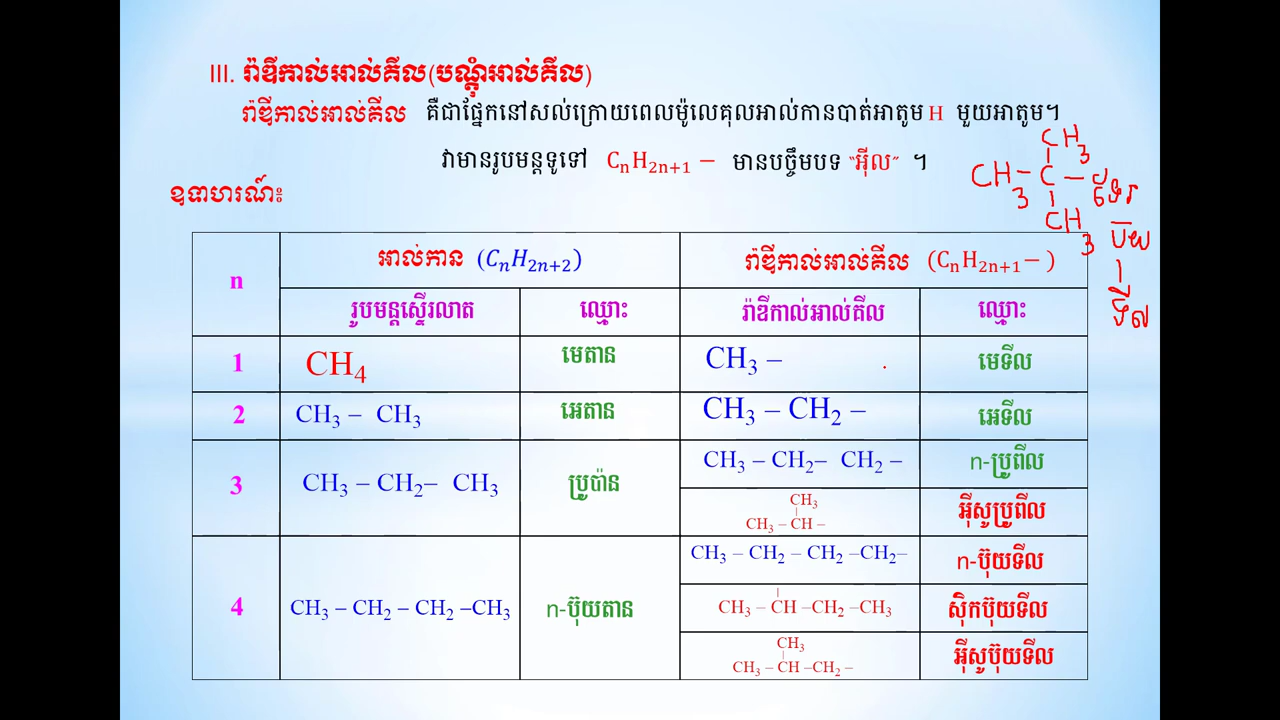 III. រ៉ាឌីកាល់អាល់គីល(បណ្តុំអាល់គីល)
រ៉ាឌីកាល់អាល់គីល គឺជាផ្នែកនៅសល់ក្រោយពេលម៉ូលេគុលអាល់កានបាត់អាតូម H មួយអាតូម។
វាមានរូបមន្តទូទៅ CnH2n+1 − មានបច្ចឹមបទ “អ៊ីល” ។
ឧទាហរណ៍៖
CH3
CH3 – C – ទែរ
CH3
ប៊យ
ទីល
n
អាល់កាន (CnH2n+2)
រ៉ាឌីកាល់អាល់គីល (CnH2n+1− )
រូបមន្តស្ទើរលាត
ឈ្មោះ
រ៉ាឌីកាល់អាល់គីល
ឈ្មោះ
1
CH4
មេតាន
CH3 –
មេទីល
2
CH3 – CH3
អេតាន
CH3 – CH2 –
អេទីល
3
CH3 – CH2– CH3
ប្រូប៉ាន
CH3 – CH2– CH2 –
n-ប្រូពីល
CH3
CH3 – CH –
អ៊ីសូប្រូពីល
4
CH3 – CH2 – CH2 –CH3
n-ប៊ុយតាន
CH3 – CH2 – CH2 –CH2–
n-ប៊ុយទីល
CH3 – CH –CH2 –CH3
ស៊ិកប៊ុយទីល
CH3
CH3 – CH –CH2 –
អ៊ីសូប៊ុយទីល